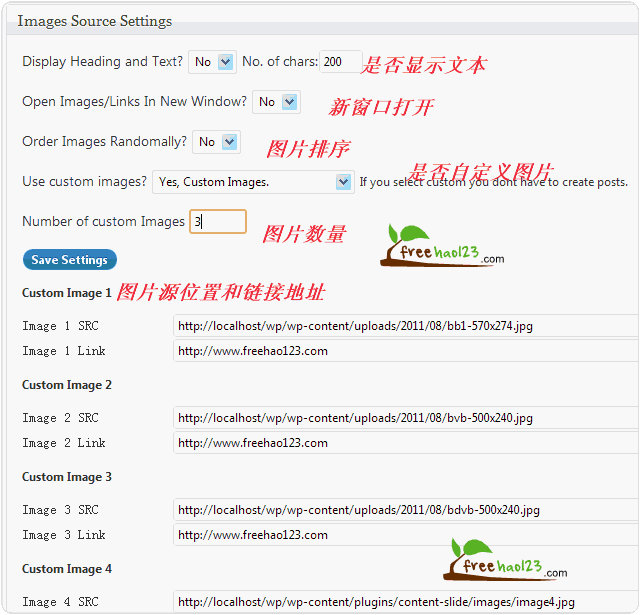 Images Source Settings
Display Heading and Text? No No. of chars: 200 是否显示文本
Open Images/Links In New Window? No 新窗口打开
Order Images Randomally? No 图片排序
是否自定义图片
Use custom images? Yes, Custom Images. If you select custom you dont have to create posts.
Number of custom Images 3 图片数量
freehao123.com
Save Settings
Custom Image 1 图片源位置和链接地址
Image 1 SRC http://localhost/wp/wp-content/uploads/2011/08/bb1-570x274.jpg
Image 1 Link http://www.freehao123.com
Custom Image 2
Image 2 SRC http://localhost/wp/wp-content/uploads/2011/08/bvb-500x240.jpg
Image 2 Link http://www.freehao123.com
Custom Image 3
Image 3 SRC http://localhost/wp/wp-content/uploads/2011/08/bdvb-500x240.jpg
Image 3 Link http://www.freehao123.com
Custom Image 4
freehao123.com
Image 4 SRC http://localhost/wp/wp-content/plugins/content-slide/images/image4.jpg